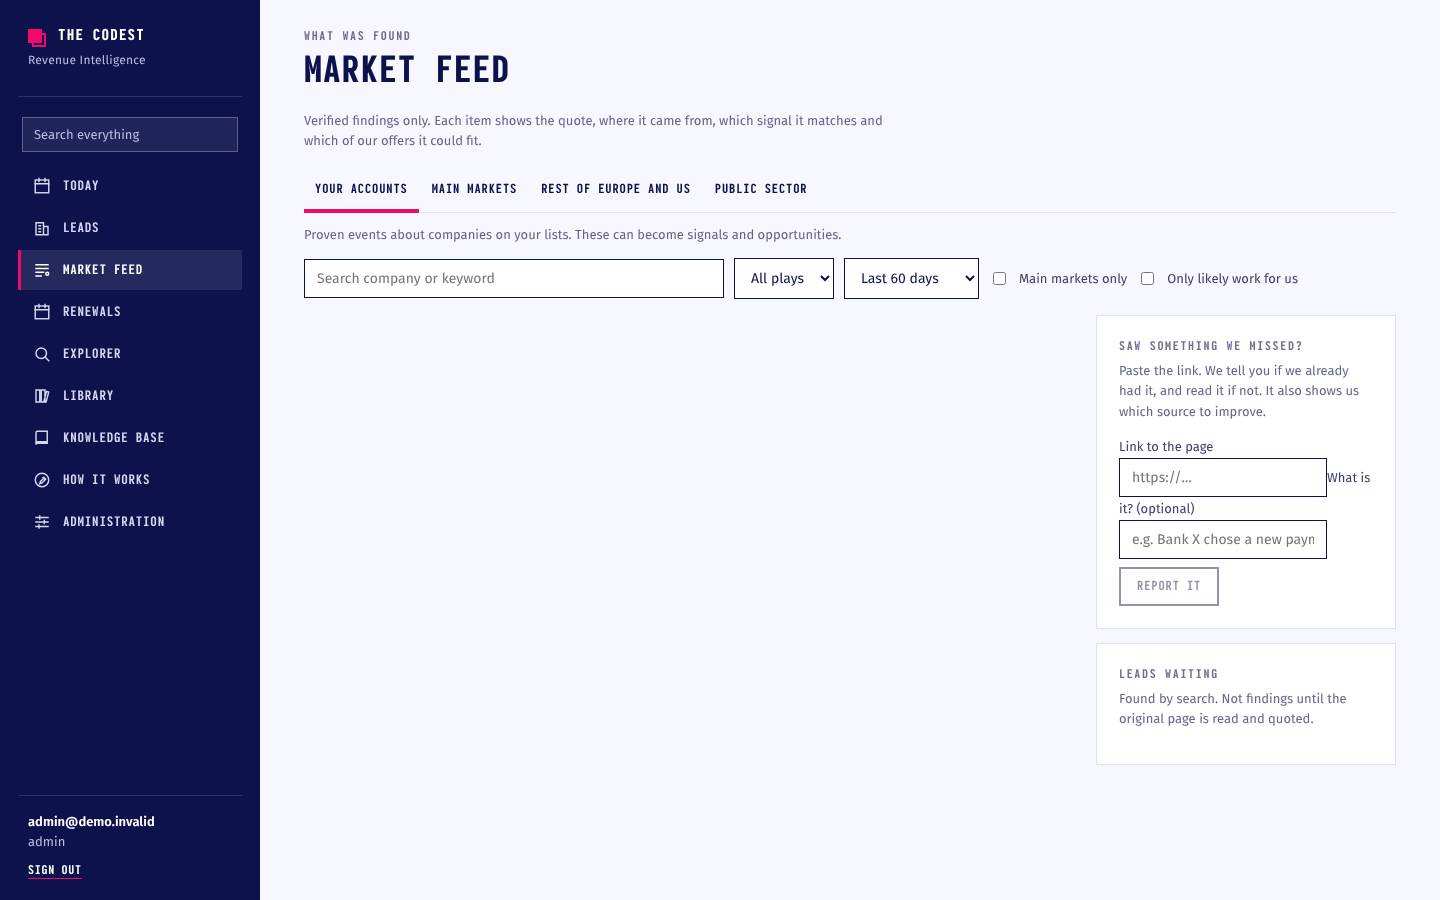 THE CODEST
Revenue Intelligence
Search everything
TODAY
LEADS
MARKET FEED
RENEWALS
EXPLORER
LIBRARY
KNOWLEDGE BASE
HOW IT WORKS
ADMINISTRATION
admin@demo.invalid
admin
SIGN OUT
WHAT WAS FOUND
MARKET FEED
Verified findings only. Each item shows the quote, where it came from, which signal it matches and
which of our offers it could fit.
YOUR ACCOUNTS MAIN MARKETS REST OF EUROPE AND US PUBLIC SECTOR
Proven events about companies on your lists. These can become signals and opportunities.
Search company or keyword All plays Last 60 days Main markets only Only likely work for us
SAW SOMETHING WE MISSED?
Paste the link. We tell you if we already
had it, and read it if not. It also shows us
which source to improve.
Link to the page
https://... What is
it? (optional)
e.g. Bank X chose a new
REPORT IT
LEADS WAITING
Found by search. Not findings until the
original page is read and quoted.